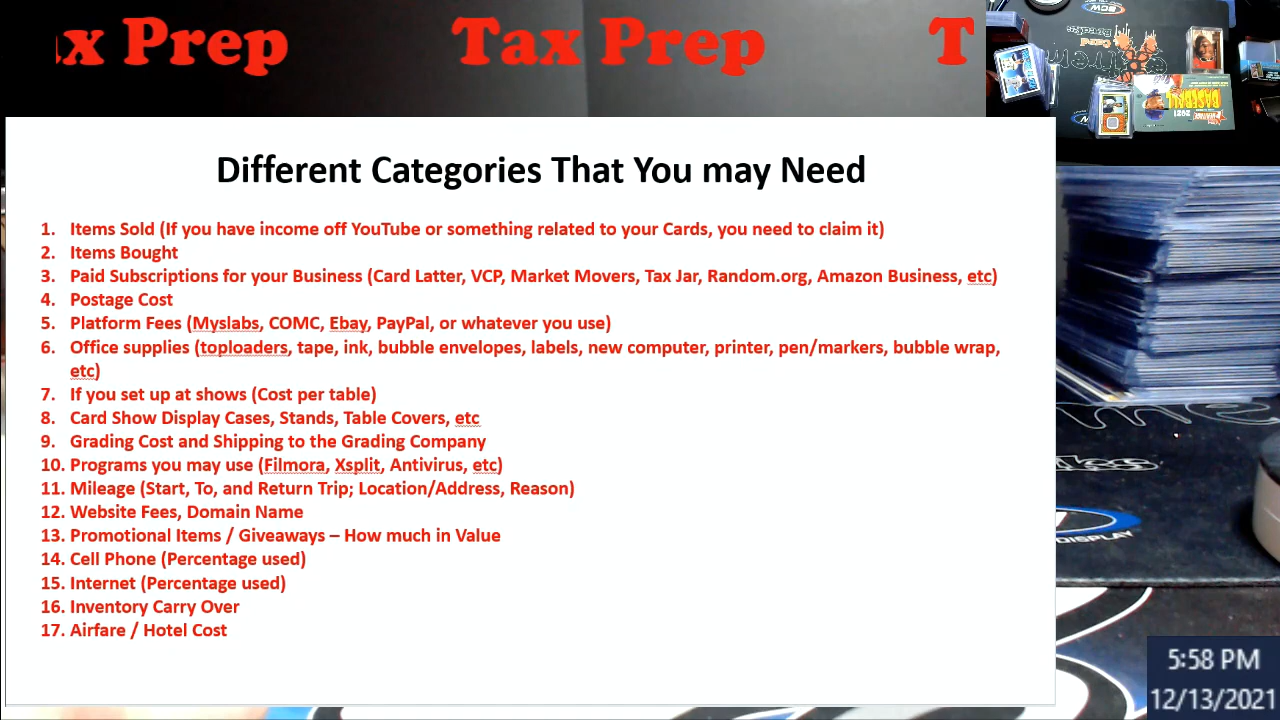 x Prep
Tax Prep
T
Different Categories That You may Need
1. Items Sold (If you have income off YouTube or something related to your Cards, you need to claim it)
2. Items Bought
3. Paid Subscriptions for your Business (Card Latter, VCP, Market Movers, Tax Jar, Random.org, Amazon Business, etc)
4. Postage Cost
5. Platform Fees (Myslabs, COMC, Ebay, PayPal, or whatever you use)
6. Office supplies (toploaders, tape, ink, bubble envelopes, labels, new computer, printer, pen/markers, bubble wrap,
etc)
7. If you set up at shows (Cost per table)
8. Card Show Display Cases, Stands, Table Covers, etc
9. Grading Cost and Shipping to the Grading Company
10. Programs you may use (Filmora, Xsplit, Antivirus, etc)
11. Mileage (Start, To, and Return Trip; Location/Address, Reason)
12. Website Fees, Domain Name
13. Promotional Items / Giveaways – How much in Value
14. Cell Phone (Percentage used)
15. Internet (Percentage used)
16. Inventory Carry Over
17. Airfare / Hotel Cost
BCW
Card
Breaks
BASEBALL
2021
DISPLAY
5:58 PM
12/13/2021